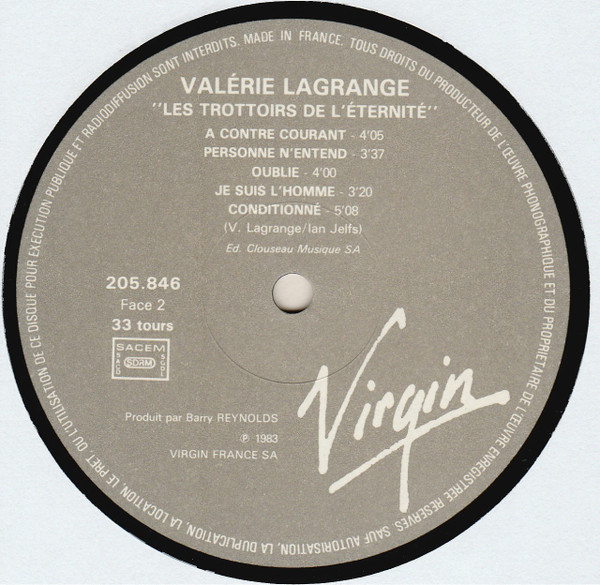 MADE IN FRANCE. TOUS DROITS DU PRODUCTEUR DE L'ŒUVRE PHONOGRAPHIQUE ET DU PROPRIETAIRE DE L'ŒUVRE ENREGISTREE RESERVES. SAUF AUTORISATION, LA DUPLICATION, LA LOCATION, LE PRET, OU L'UTILISATION DE CE DISQUE POUR EXECUTION PUBLIQUE ET RADIODIFFUSION SONT INTERDITS.
VALÉRIE LAGRANGE
"LES TROTTOIRS DE L'ÉTERNITÉ"
A CONTRE COURANT - 4'05
PERSONNE N'ENTEND - 3'37
OUBLIE - 4'00
JE SUIS L'HOMME - 3'20
CONDITIONNÉ - 5'08
(V. Lagrange/Ian Jelfs)
Ed. Clouseau Musique SA
205.846
Face 2
33 tours
SACEM
SACD SDRM SGDL
Virgin
Produit par Barry REYNOLDS
℗ 1983
VIRGIN FRANCE SA